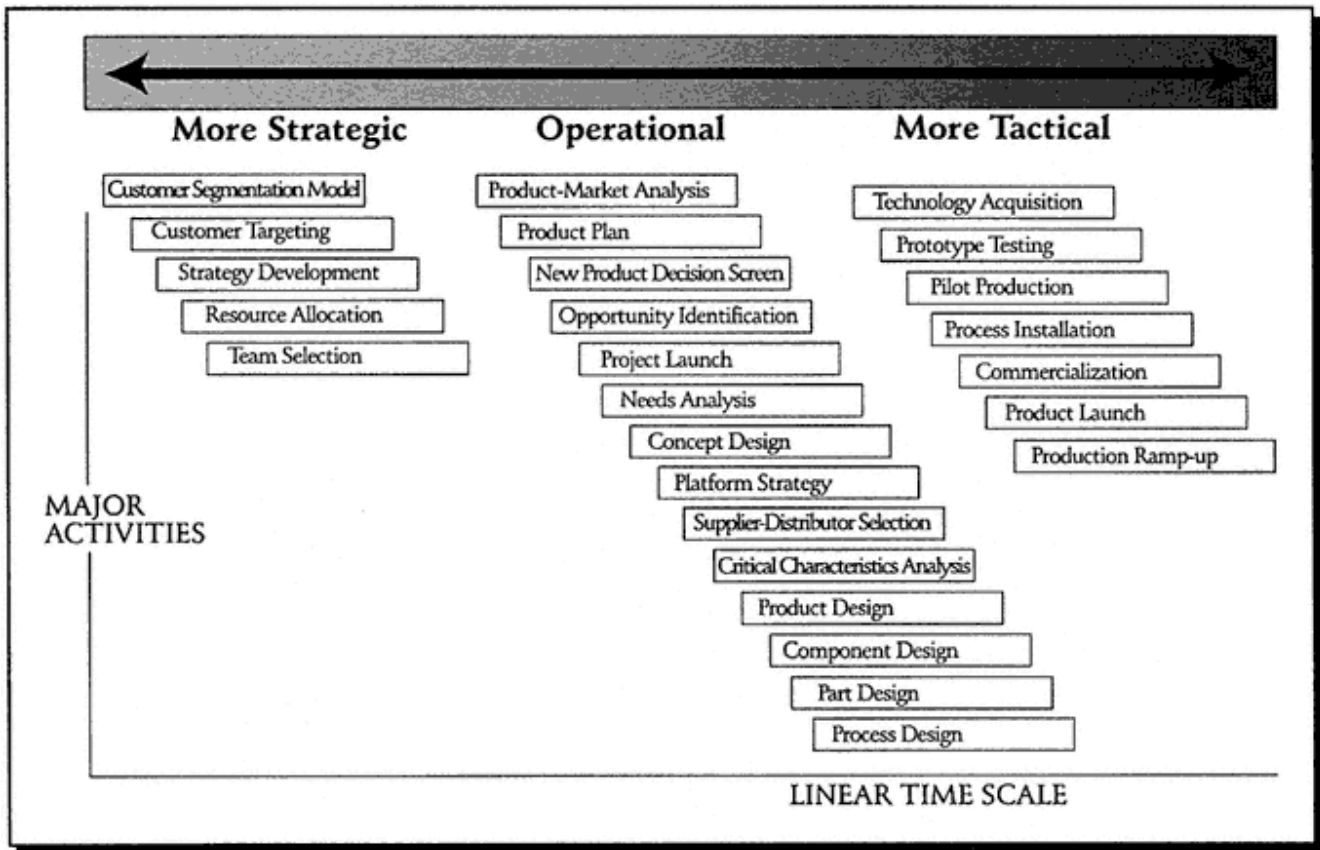 More Strategic
Operational
More Tactical
Customer Segmentation Model
Customer Targeting
Strategy Development
Resource Allocation
Team Selection
Product-Market Analysis
Product Plan
New Product Decision Screen
Opportunity Identification
Project Launch
Needs Analysis
Concept Design
Platform Strategy
Supplier-Distributor Selection
Critical Characteristics Analysis
Product Design
Component Design
Part Design
Process Design
Technology Acquisition
Prototype Testing
Pilot Production
Process Installation
Commercialization
Product Launch
Production Ramp-up
MAJOR
ACTIVITIES
LINEAR TIME SCALE